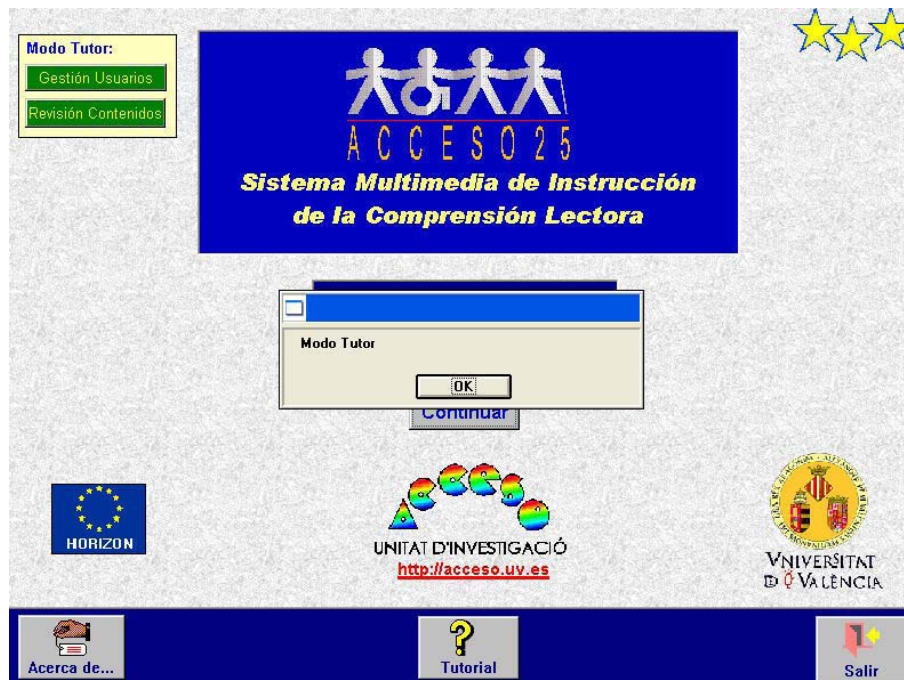 Modo Tutor:
Gestión Usuarios
Revisión Contenidos
ACCESO25
Sistema Multimedia de Instrucción
de la Comprensión Lectora
Modo Tutor
OK
Continuar
HORIZON
Acceso
UNITAT D'INVESTIGACIÓ
http://acceso.uv.es
VNIVERSITAT
D VALÈNCIA
Acerca de...
Tutorial
Salir